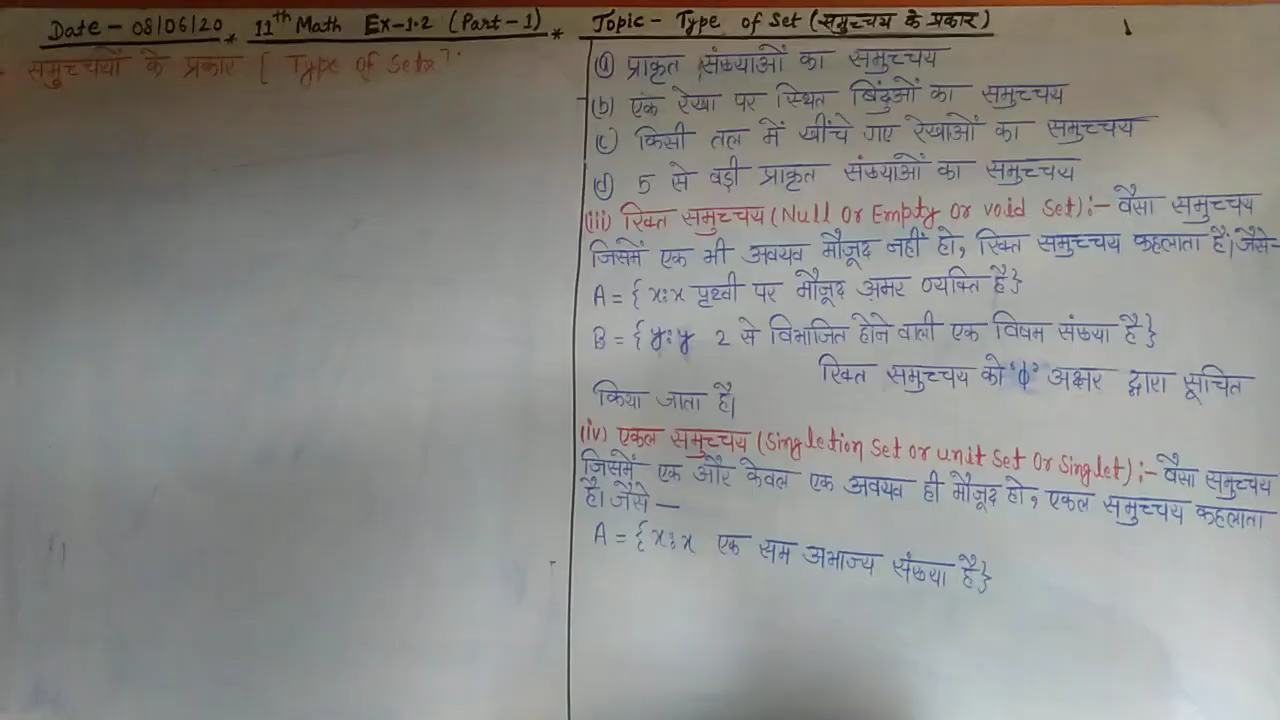 Date - 08/06/20 * 11th Math Ex-1.2 (Part-1) * Topic - Type of Set (समुच्चय के प्रकार) 1
समुच्चयों के प्रकार [ Type of Sets ]:
(a) प्राकृत संख्याओं का समुच्चय
(b) एक रेखा पर स्थित बिंदुओं का समुच्चय
(c) किसी तल में खींचे गए रेखाओं का समुच्चय
(d) 5 से बड़ी प्राकृत संख्याओं का समुच्चय
(iii) रिक्त समुच्चय (Null Or Empty Or void Set) :- वैसा समुच्चय
जिसमें एक भी अवयव मौजूद नहीं हो, रिक्त समुच्चय कहलाता है। जैसे-
A = { x:x पृथ्वी पर मौजूद अमर व्यक्ति है}
B = { y:y 2 से विभाजित होने वाली एक विषम संख्या है}
रिक्त समुच्चय को 'ϕ' अक्षर द्वारा सूचित
किया जाता है।
(iv) एकल समुच्चय (Singletion Set or unit Set Or Singlet) :- वैसा समुच्चय
जिसमें एक और केवल एक अवयव ही मौजूद हो, एकल समुच्चय कहलाता
है। जैसे —
A = { x:x एक सम अभाज्य संख्या है}